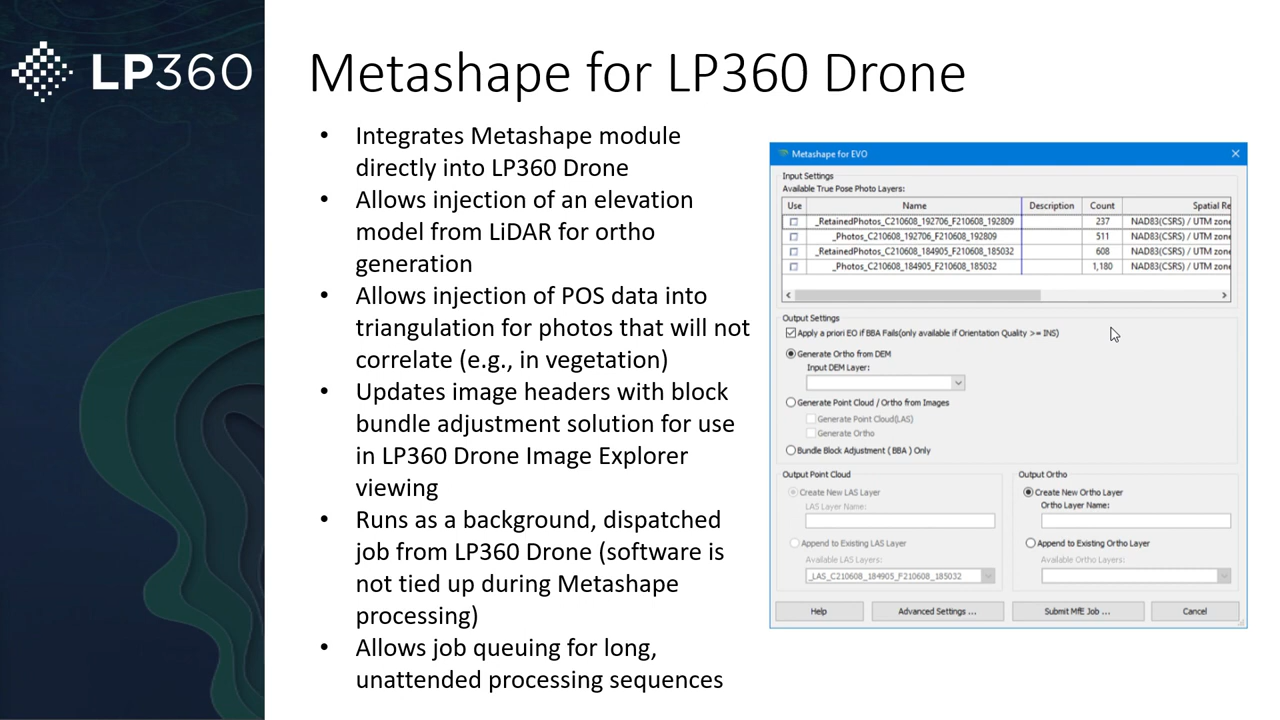 LP360
Metashape for LP360 Drone
• Integrates Metashape module
directly into LP360 Drone
• Allows injection of an elevation
model from LiDAR for ortho
generation
• Allows injection of POS data into
triangulation for photos that will not
correlate (e.g., in vegetation)
• Updates image headers with block
bundle adjustment solution for use
in LP360 Drone Image Explorer
viewing
• Runs as a background, dispatched
job from LP360 Drone (software is
not tied up during Metashape
processing)
• Allows job queuing for long,
unattended processing sequences
Metashape for EVO
Input Settings
Available True Pose Photo Layers:
Use Name Description Count Spatial Re
_RetainedPhotos_C210608_192706_F210608_192809 237 NAD83(CSRS) / UTM zone
_Photos_C210608_192706_F210608_192809 511 NAD83(CSRS) / UTM zone
_RetainedPhotos_C210608_184905_F210608_185032 608 NAD83(CSRS) / UTM zone
_Photos_C210608_184905_F210608_185032 1,180 NAD83(CSRS) / UTM zone
Output Settings
Apply a priori EO if BBA Fails(only available if Orientation Quality >= INS)
Generate Ortho from DEM
Input DEM Layer:
Generate Point Cloud / Ortho from Images
Generate Point Cloud(LAS)
Generate Ortho
Bundle Block Adjustment ( BBA ) Only
Output Point Cloud
Create New LAS Layer
LAS Layer Name:
Append to Existing LAS Layer
Available LAS Layers:
_LAS_C210608_184905_F210608_185032
Output Ortho
Create New Ortho Layer
Ortho Layer Name:
Append to Existing Ortho Layer
Available Ortho Layers:
Help Advanced Settings ... Submit MfE Job ... Cancel